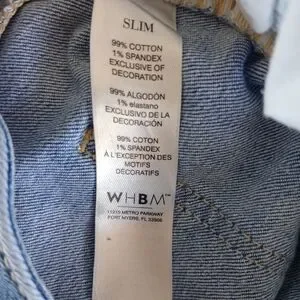 SLIM
99% COTTON
1% SPANDEX
EXCLUSIVE OF
DECORATION
99% ALGODÓN
1% elastano
EXCLUSIVO DE LA
DECORACIÓN
99% COTON
1% SPANDEX
À L'EXCEPTION DES
MOTIFS
DÉCORATIFS
WHBM™
11215 METRO PARKWAY
FORT MYERS, FL 33966